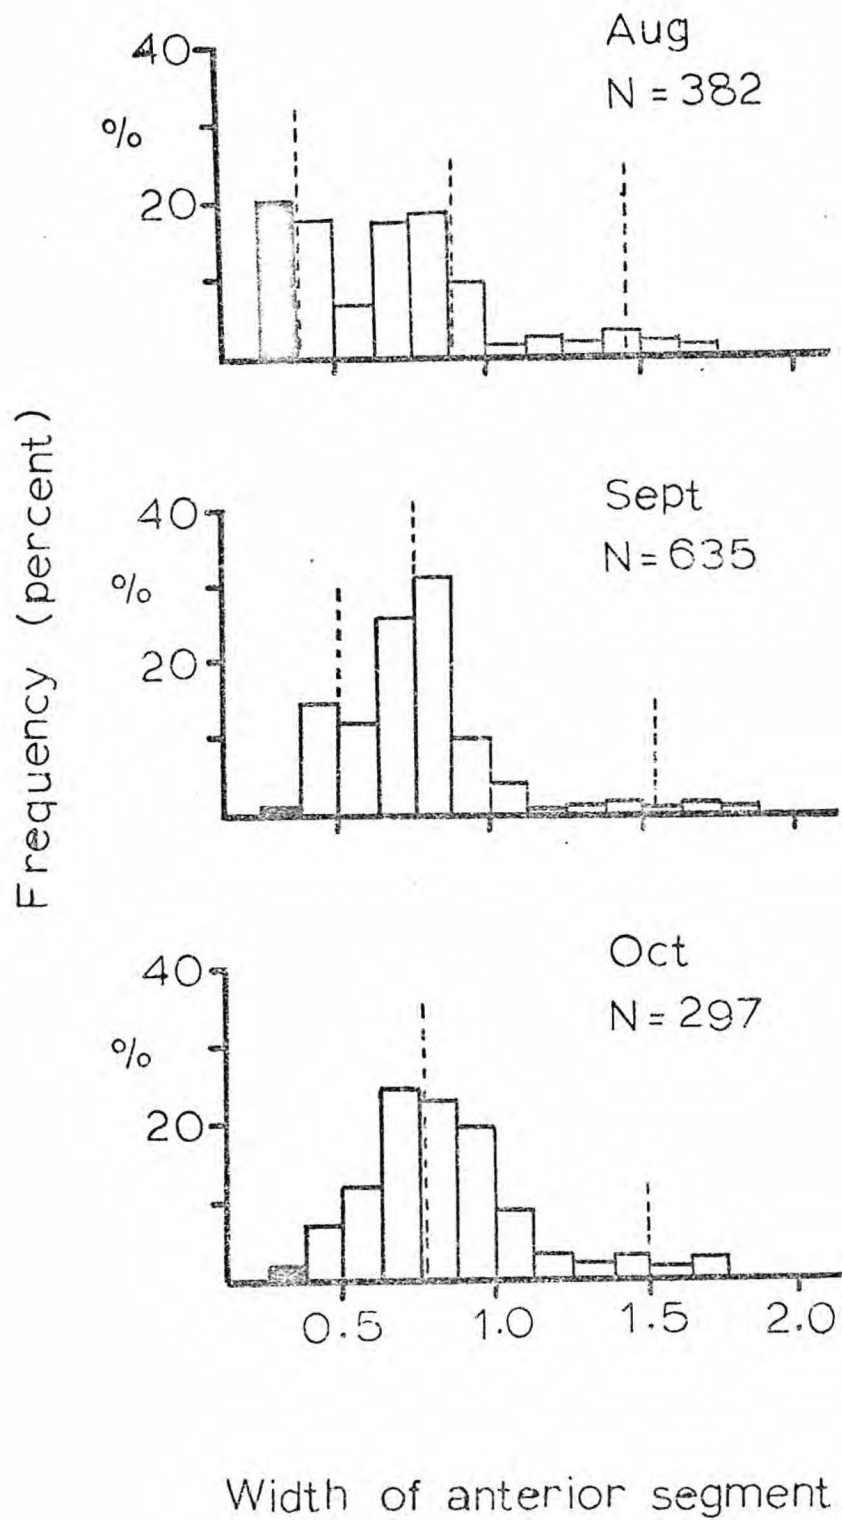 Aug
N = 382
40
%
20
Sept
N = 635
40
%
20
Oct
N = 297
40
%
20
0.5 1.0 1.5 2.0
Frequency (percent)
Width of anterior segment